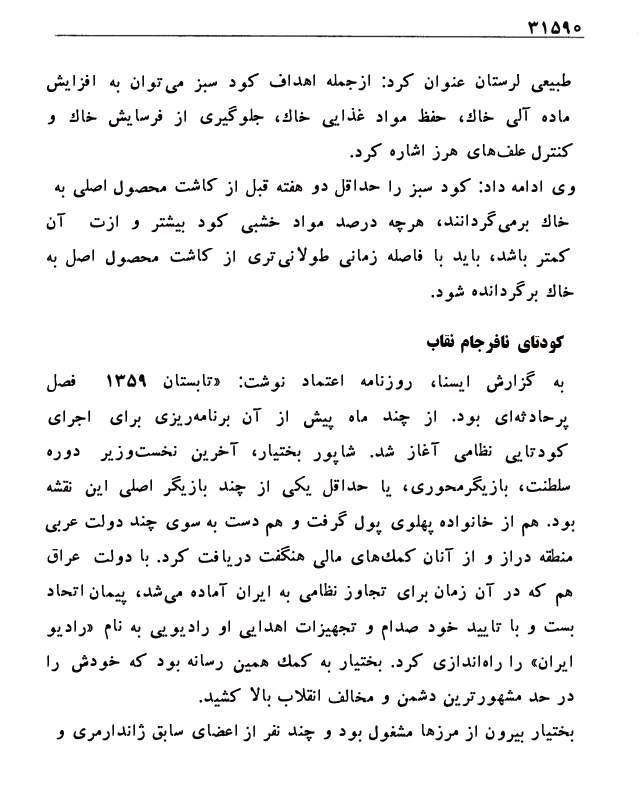 ۳۱۵۹۰
طبیعی لرستان عنوان کرد: ازجمله اهداف کود سبز می‌توان به افزایش
ماده آلی خاك، حفظ مواد غذایی خاك، جلوگیری از فرسایش خاك و
کنترل علف‌های هرز اشاره کرد.
وی ادامه داد: کود سبز را حداقل دو هفته قبل از کاشت محصول اصلی به
خاك برمی‌گردانند، هرچه درصد مواد خشبی کود بیشتر و ازت آن
کمتر باشد، باید با فاصله زمانی طولانی‌تری از کاشت محصول اصل به
خاك برگردانده شود.
کودتای نافرجام نقاب
به گزارش ایسنا، روزنامه اعتماد نوشت: «تابستان ۱۳۵۹ فصل
پرحادثه‌ای بود. از چند ماه پیش از آن برنامه‌ریزی برای اجرای
کودتایی نظامی آغاز شد. شاپور بختیار، آخرین نخست‌وزیر دوره
سلطنت، بازیگرمحوری، یا حداقل یکی از چند بازیگر اصلی این نقشه
بود. هم از خانواده پهلوی پول گرفت و هم دست به سوی چند دولت عربی
منطقه دراز و از آنان کمك‌های مالی هنگفت دریافت کرد. با دولت عراق
هم که در آن زمان برای تجاوز نظامی به ایران آماده می‌شد، پیمان اتحاد
بست و با تایید خود صدام و تجهیزات اهدایی او رادیویی به نام «رادیو
ایران» را راه‌اندازی کرد. بختیار به کمك همین رسانه بود که خودش را
در حد مشهورترین دشمن و مخالف انقلاب بالا کشید.
بختیار بیرون از مرزها مشغول بود و چند نفر از اعضای سابق ژاندارمری و